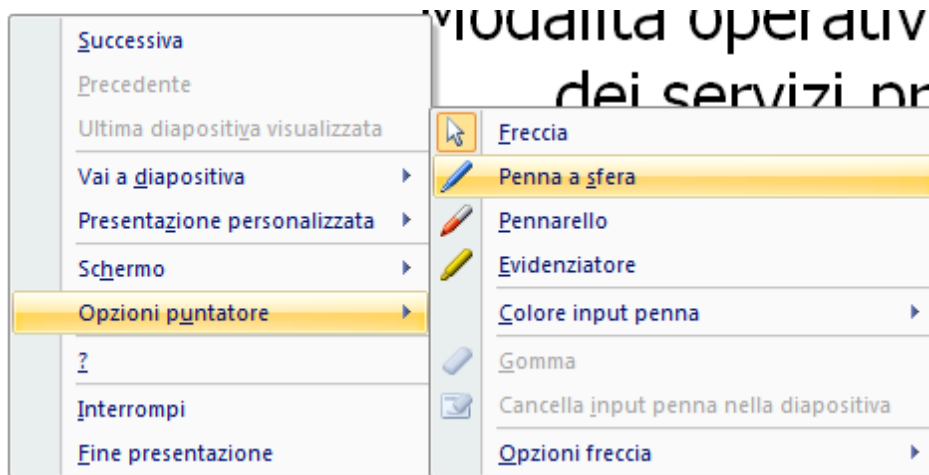 Modalità operativ
dei servizi pr
Successiva
Precedente
Ultima diapositiva visualizzata
Vai a diapositiva
Presentazione personalizzata
Schermo
Opzioni puntatore
?
Interrompi
Fine presentazione
Freccia
Penna a sfera
Pennarello
Evidenziatore
Colore input penna
Gomma
Cancella input penna nella diapositiva
Opzioni freccia